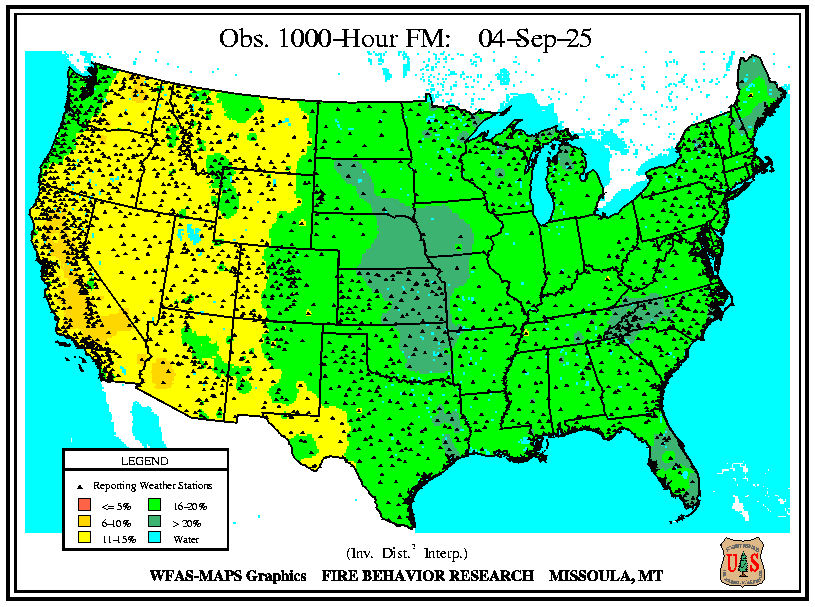 Obs. 1000-Hour FM: 04-Sep-25
LEGEND
Reporting Weather Stations
<= 5% 16-20%
6-10% > 20%
11-15% Water
(Inv. Dist.² Interp.)
WFAS-MAPS Graphics FIRE BEHAVIOR RESEARCH MISSOULA, MT
U S